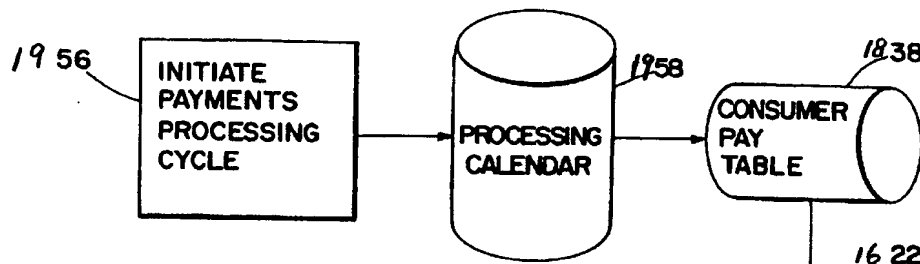 1956
INITIATE
PAYMENTS
PROCESSING
CYCLE
1958
PROCESSING
CALENDAR
1838
CONSUMER
PAY
TABLE
1622